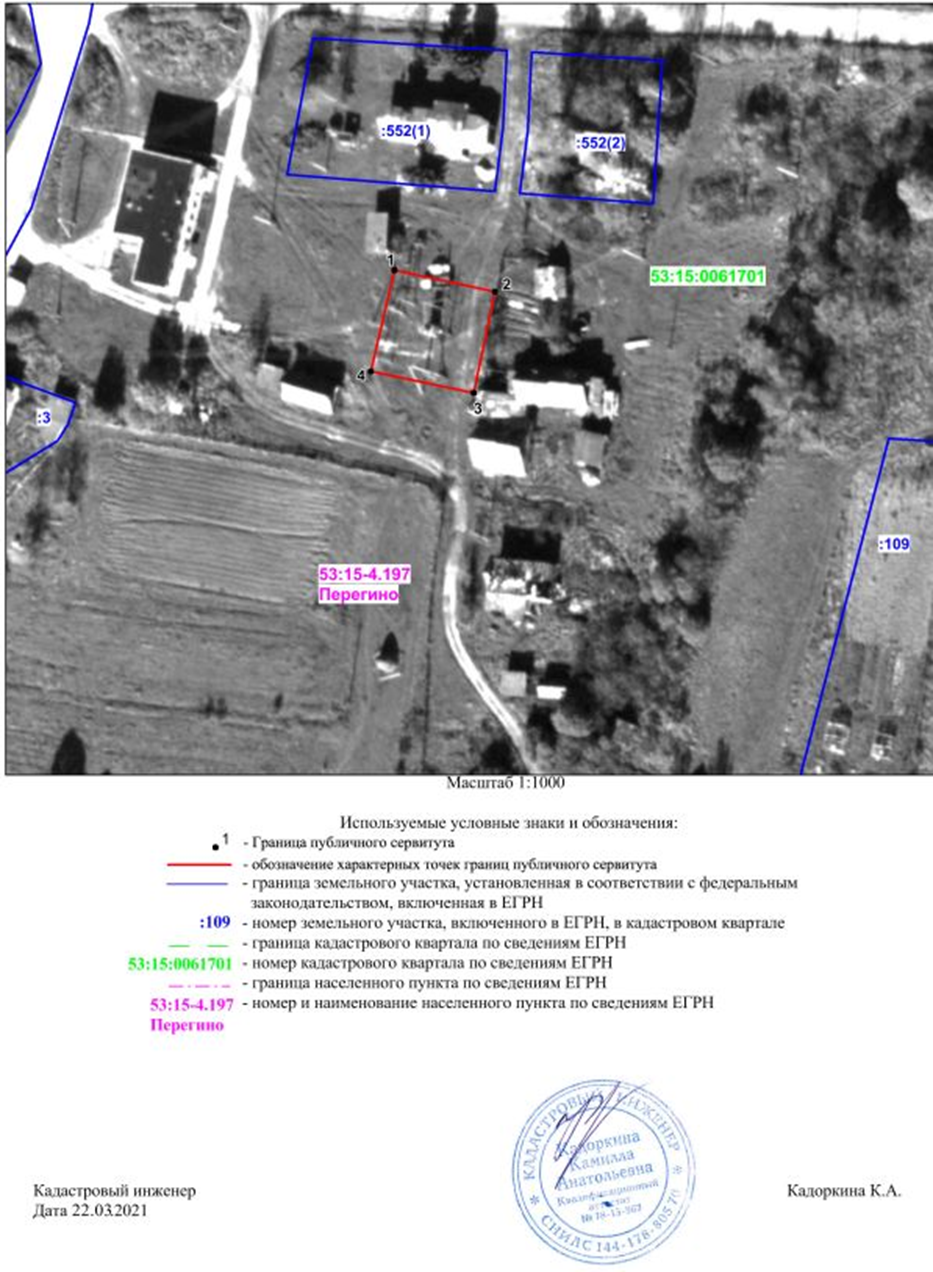 :552(1)
:552(2)
1
2
53:15:0061701
4
3
:3
:109
53:15-4.197
Перегино
Масштаб 1:1000
Используемые условные знаки и обозначения:
1 - Граница публичного сервитута
- обозначение характерных точек границ публичного сервитута
- граница земельного участка, установленная в соответствии с федеральным
законодательством, включенная в ЕГРН
:109 - номер земельного участка, включенного в ЕГРН, в кадастровом квартале
- граница кадастрового квартала по сведениям ЕГРН
53:15:0061701 - номер кадастрового квартала по сведениям ЕГРН
- граница населенного пункта по сведениям ЕГРН
53:15-4.197 - номер и наименование населенного пункта по сведениям ЕГРН
Перегино
КАДАСТРОВЫЙ ИНЖЕНЕР
Кадоркина
Камилла
Анатольевна
Квалификационный
аттестат
СНИЛС 144-178-805 70
Кадастровый инженер
Кадоркина К.А.
Дата 22.03.2021